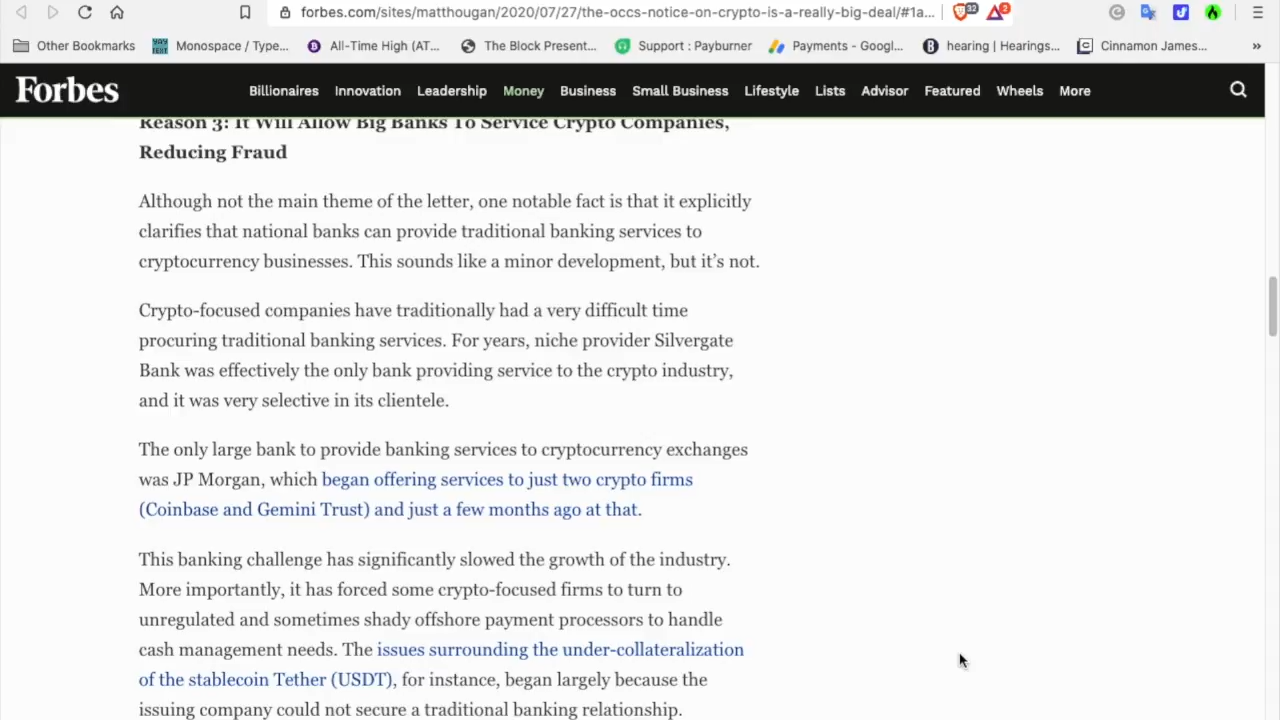 forbes.com/sites/matthougan/2020/07/27/the-occs-notice-on-crypto-is-a-really-big-deal/#1a...
32
2
Other Bookmarks
YAY TEXT
Monospace / Type...
All-Time High (AT...
The Block Present...
Support : Payburner
Payments - Googl...
hearing | Hearings...
Cinnamon James...
»
Forbes
Billionaires
Innovation
Leadership
Money
Business
Small Business
Lifestyle
Lists
Advisor
Featured
Wheels
More
Reason 3: It Will Allow Big Banks To Service Crypto Companies,
Reducing Fraud
Although not the main theme of the letter, one notable fact is that it explicitly
clarifies that national banks can provide traditional banking services to
cryptocurrency businesses. This sounds like a minor development, but it’s not.
Crypto-focused companies have traditionally had a very difficult time
procuring traditional banking services. For years, niche provider Silvergate
Bank was effectively the only bank providing service to the crypto industry,
and it was very selective in its clientele.
The only large bank to provide banking services to cryptocurrency exchanges
was JP Morgan, which began offering services to just two crypto firms
(Coinbase and Gemini Trust) and just a few months ago at that.
This banking challenge has significantly slowed the growth of the industry.
More importantly, it has forced some crypto-focused firms to turn to
unregulated and sometimes shady offshore payment processors to handle
cash management needs. The issues surrounding the under-collateralization
of the stablecoin Tether (USDT), for instance, began largely because the
issuing company could not secure a traditional banking relationship.